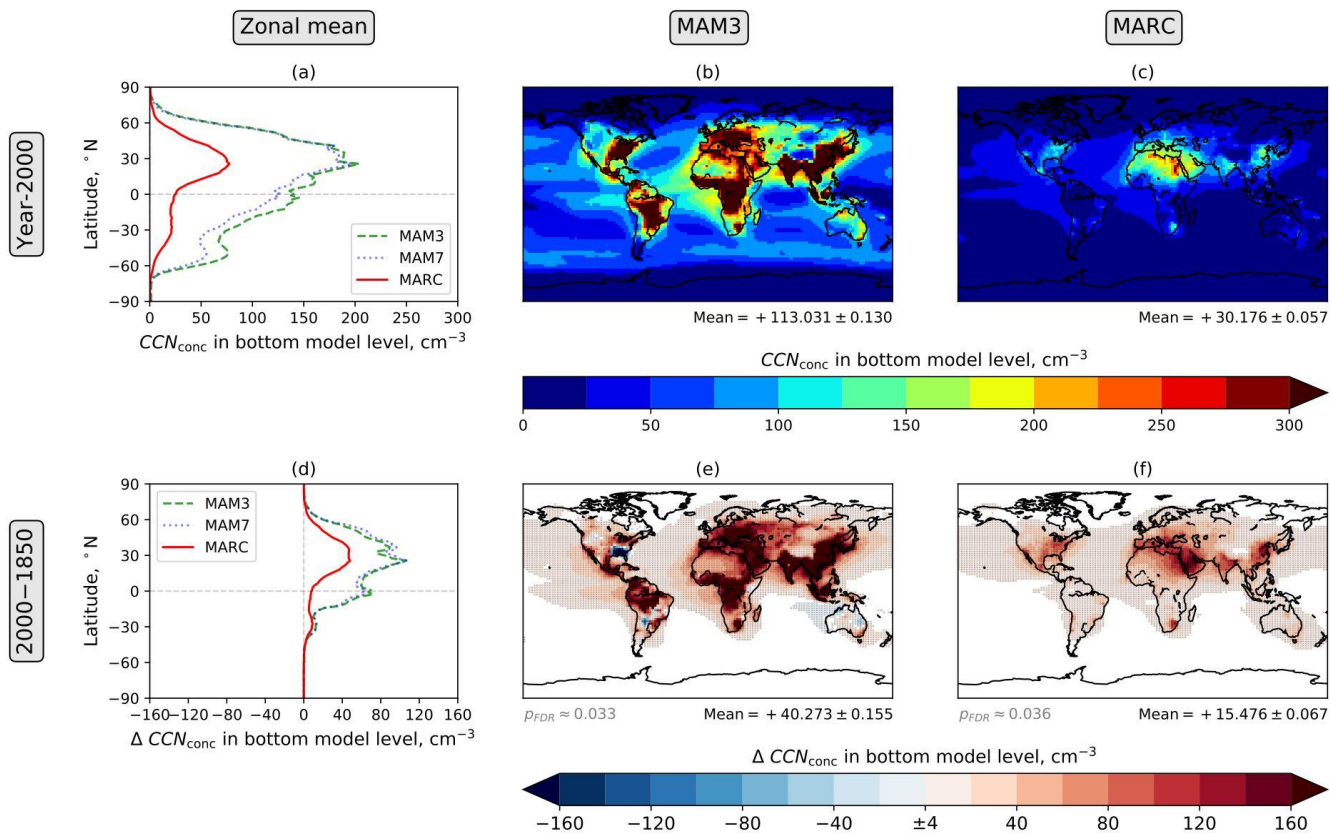 Zonal mean
MAM3
MARC
Year-2000
(a)
90
60
30
0
−30
−60
−90
Latitude, °N
MAM3
MAM7
MARC
0
50
100
150
200
250
300
CCNconc in bottom model level, cm−3
(b)
Mean = +113.031 ± 0.130
(c)
Mean = +30.176 ± 0.057
CCNconc in bottom model level, cm−3
0
50
100
150
200
250
300
2000−1850
(d)
90
60
30
0
−30
−60
−90
Latitude, °N
MAM3
MAM7
MARC
−160
−120
−80
−40
0
40
80
120
160
Δ CCNconc in bottom model level, cm−3
(e)
pFDR ≈ 0.033
Mean = +40.273 ± 0.155
(f)
pFDR ≈ 0.036
Mean = +15.476 ± 0.067
Δ CCNconc in bottom model level, cm−3
−160
−120
−80
−40
±4
40
80
120
160